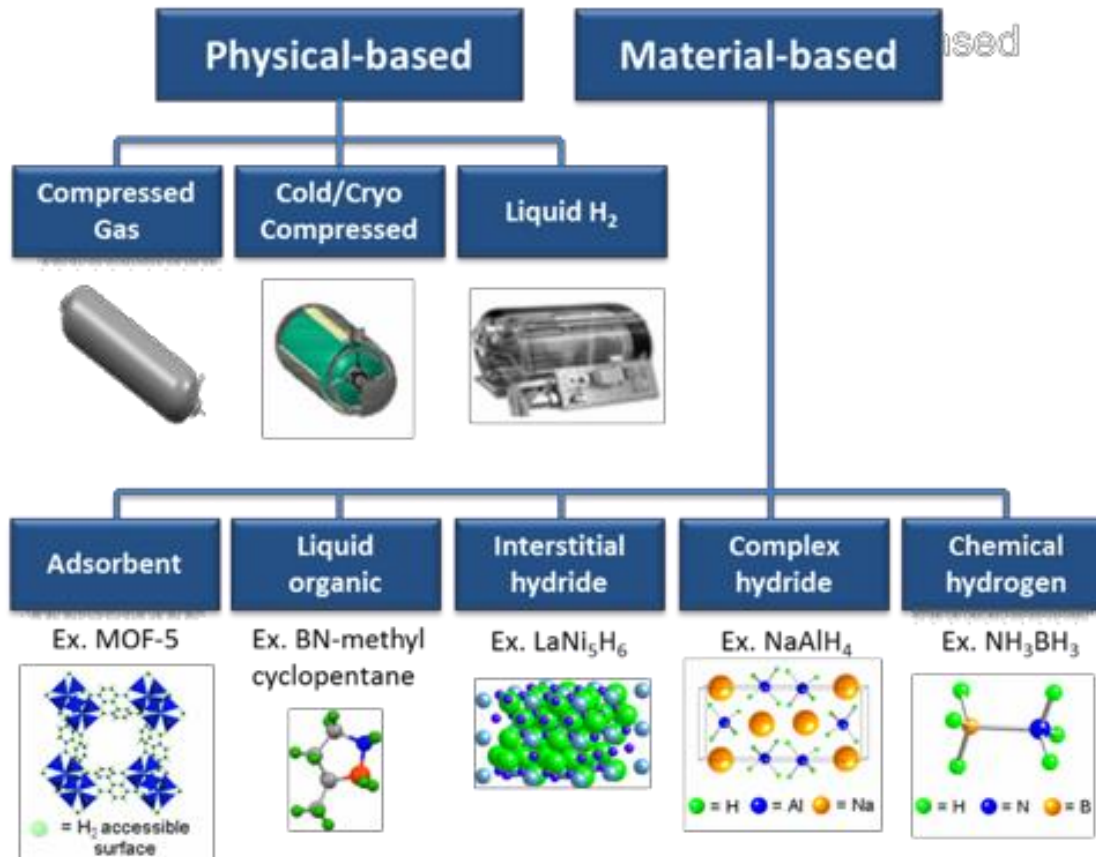 Physical-based
Material-based
Compressed
Gas
Cold/Cryo
Compressed
Liquid H₂
Adsorbent
Liquid
organic
Interstitial
hydride
Complex
hydride
Chemical
hydrogen
Ex. MOF-5
Ex. BN-methyl
cyclopentane
Ex. LaNi₅H₆
Ex. NaAlH₄
Ex. NH₃BH₃
= H₂ accessible
surface
= H = Al = Na
= H = N = B